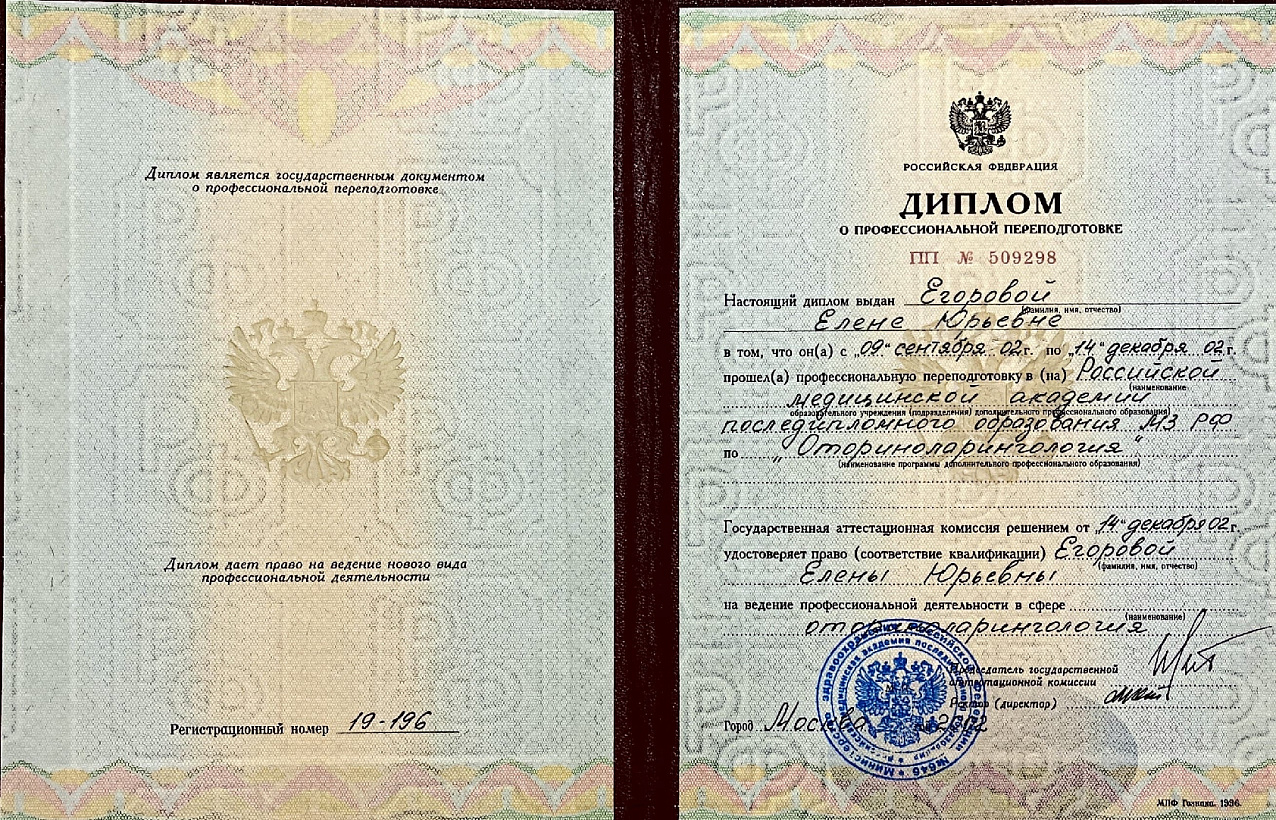 Диплом является государственным документом
о профессиональной переподготовке
Диплом дает право на ведение нового вида
профессиональной деятельности
Регистрационный номер 19-196
РОССИЙСКАЯ ФЕДЕРАЦИЯ
ДИПЛОМ
О ПРОФЕССИОНАЛЬНОЙ ПЕРЕПОДГОТОВКЕ
ПП № 509298
Настоящий диплом выдан Егоровой
(фамилия, имя, отчество)
Елене Юрьевне
в том, что он(а) с „09“ сентября 02г. по „14“ декабря 02г.
прошел(а) профессиональную переподготовку в (на) Российской
(наименование
медицинской академии
образовательного учреждения (подразделения) дополнительного профессионального образования)
последипломного образования МЗ РФ
по „Оториноларингология“
(наименование программы дополнительного профессионального образования)
Государственная аттестационная комиссия решением от „14“ декабря 02г.
удостоверяет право (соответствие квалификации) Егоровой
(фамилия, имя, отчество)
Елены Юрьевны
на ведение профессиональной деятельности в сфере
(наименование)
оториноларингология
Председатель государственной
аттестационной комиссии
Ректор (директор)
Город Москва 2002
МПФ Гознака. 1996.